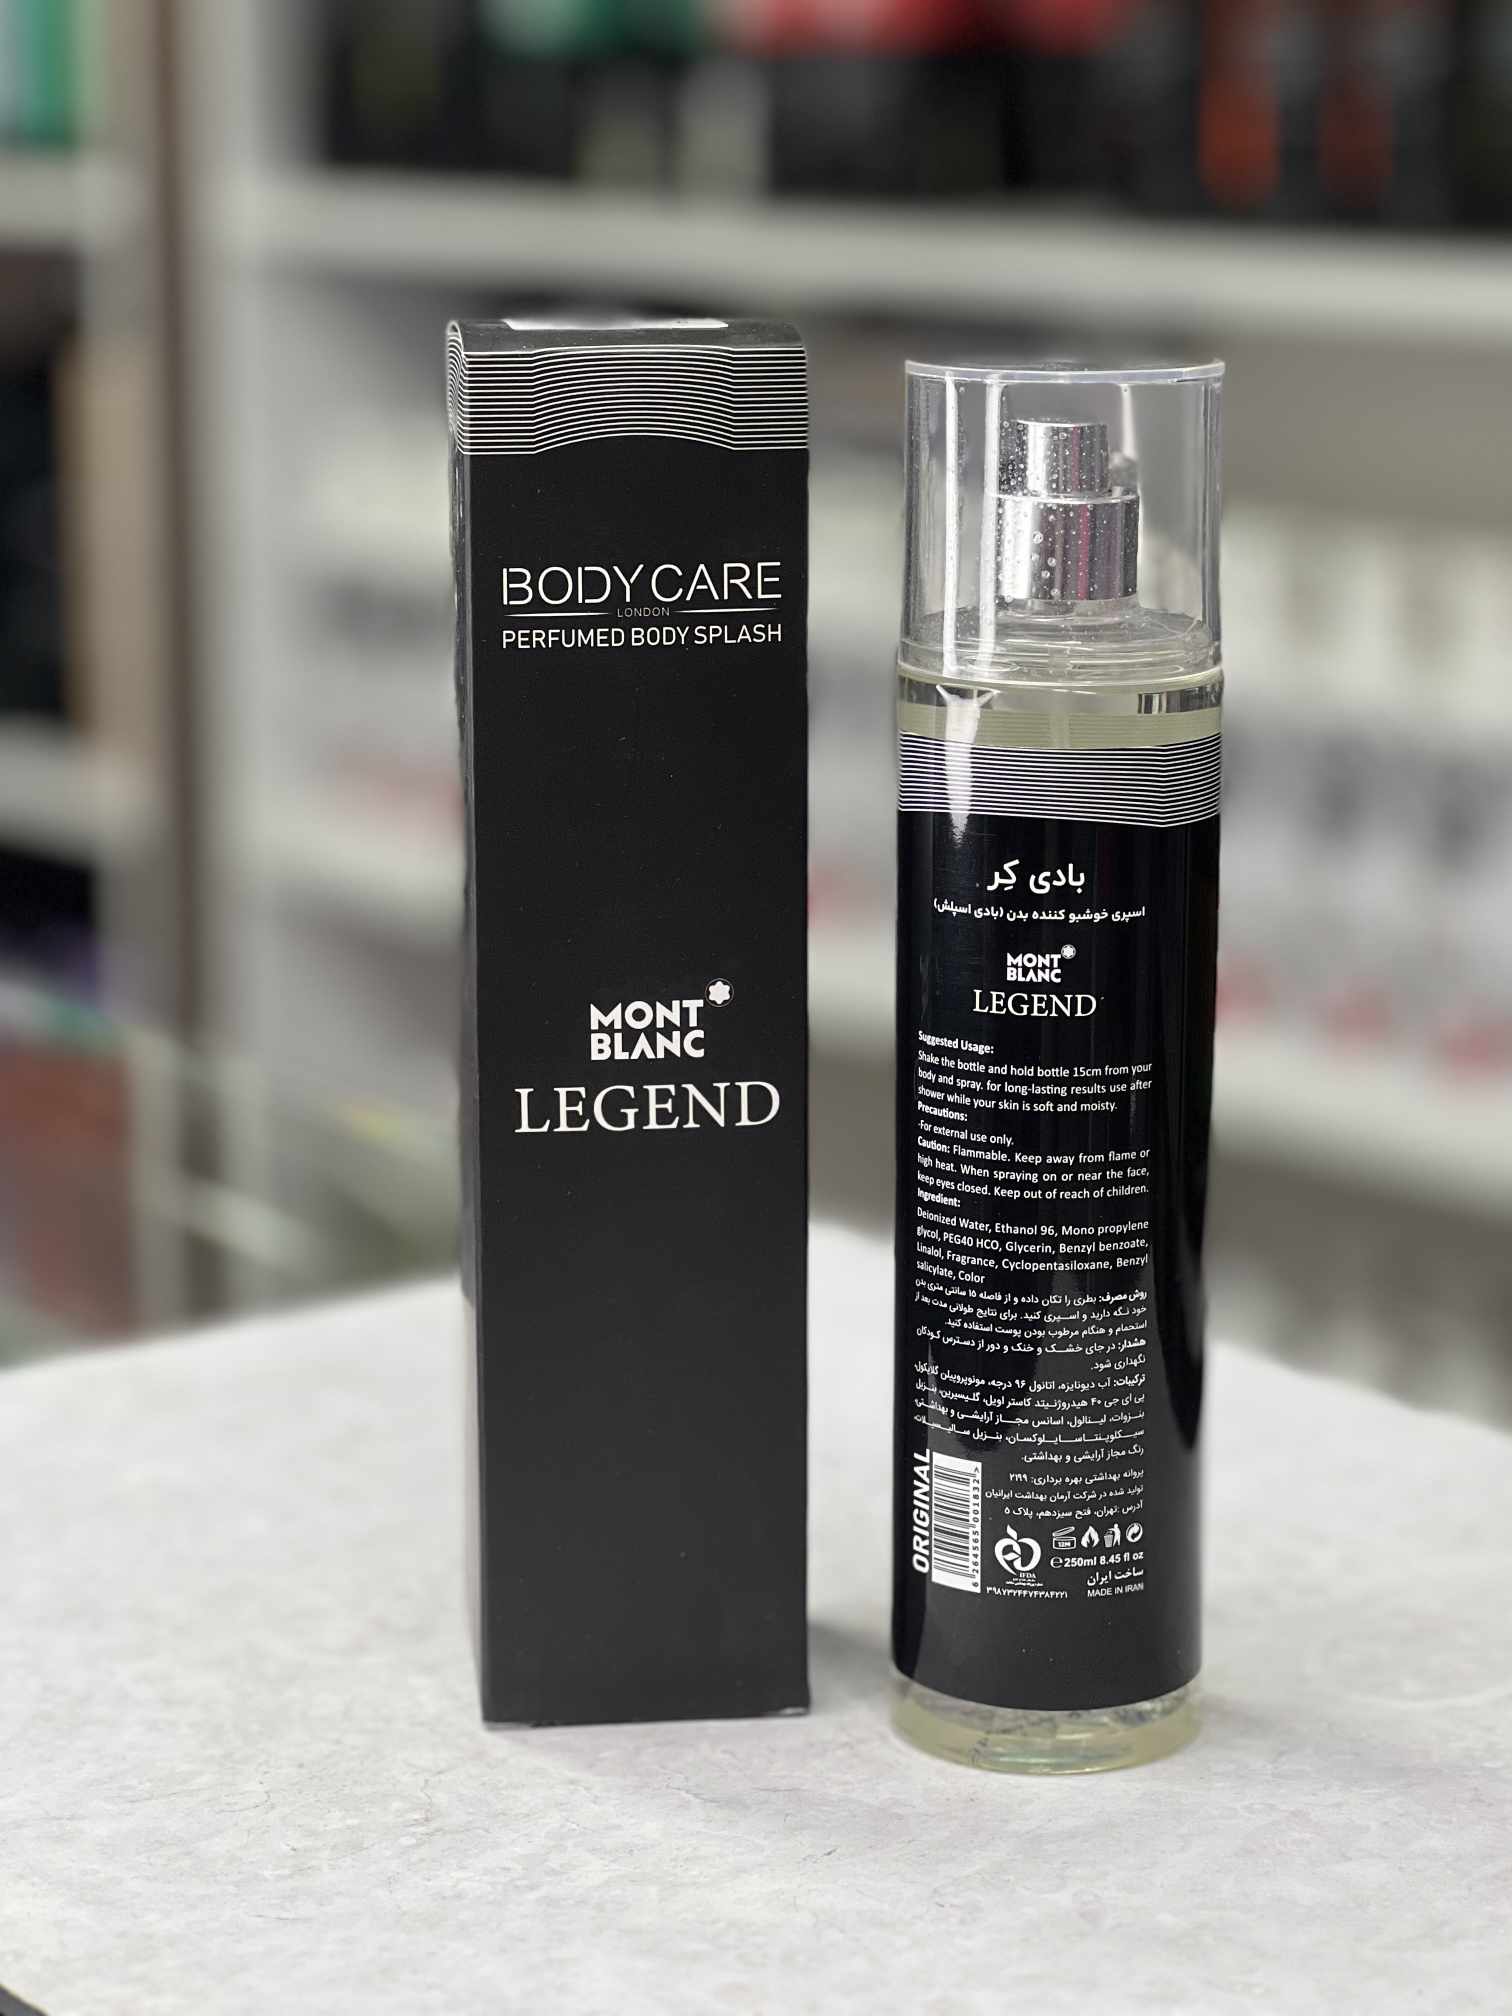 BODY CARE
LONDON
PERFUMED BODY SPLASH
MONT
BLANC
LEGEND
بادی کِر
اسپری خوشبو کننده بدن (بادی اسپلش)
MONT
BLANC
LEGEND
Suggested Usage:
Shake the bottle and hold bottle 15cm from your
body and spray. for long-lasting results use after
shower while your skin is soft and moisty.
Precautions:
·For external use only.
Caution: Flammable. Keep away from flame or
high heat. When spraying on or near the face,
keep eyes closed. Keep out of reach of children.
Ingredient:
Deionized Water, Ethanol 96, Mono propylene
glycol, PEG40 HCO, Glycerin, Benzyl benzoate,
Linalol, Fragrance, Cyclopentasiloxane, Benzyl
salicylate, Color
روش مصرف: بطری را تکان داده و از فاصله ۱۵ سانتی متری بدن
خود نگه دارید و اسپری کنید. برای نتایج طولانی مدت بعد از
استحمام و هنگام مرطوب بودن پوست استفاده کنید.
هشدار: در جای خشک و خنک و دور از دسترس کودکان
نگهداری شود.
ترکیبات: آب دیونایزه، اتانول ۹۶ درجه، مونوپروپیلن گلایکول،
پی ای جی ۴۰ هیدروژنیتد کاستر اویل، گلیسیرین، بنزیل
بنزوات، لینالول، اسانس مجاز آرایشی و بهداشتی،
سیکلوپنتاسایلوکسان، بنزیل سالیسیلات،
رنگ مجاز آرایشی و بهداشتی.
پروانه بهداشتی بهره برداری: ۲۱۹۹
تولید شده در شرکت آرمان بهداشت ایرانیان
آدرس :تهران، فتح سیزدهم، پلاک ۵
ORIGINAL
6 264565 001832 >
12M
IFDA
e 250ml 8.45 fl oz
ساخت ایران
MADE IN IRAN
۳۹۸۷۳۲۴۴۷۴۳۸۴۲۲۱